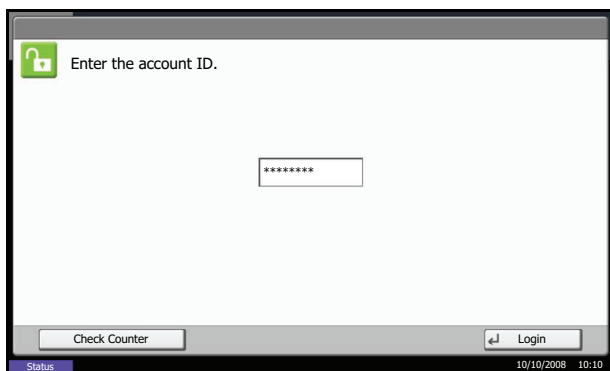 Enter the account ID.
********
Check Counter
Login
Status
10/10/2008 10:10